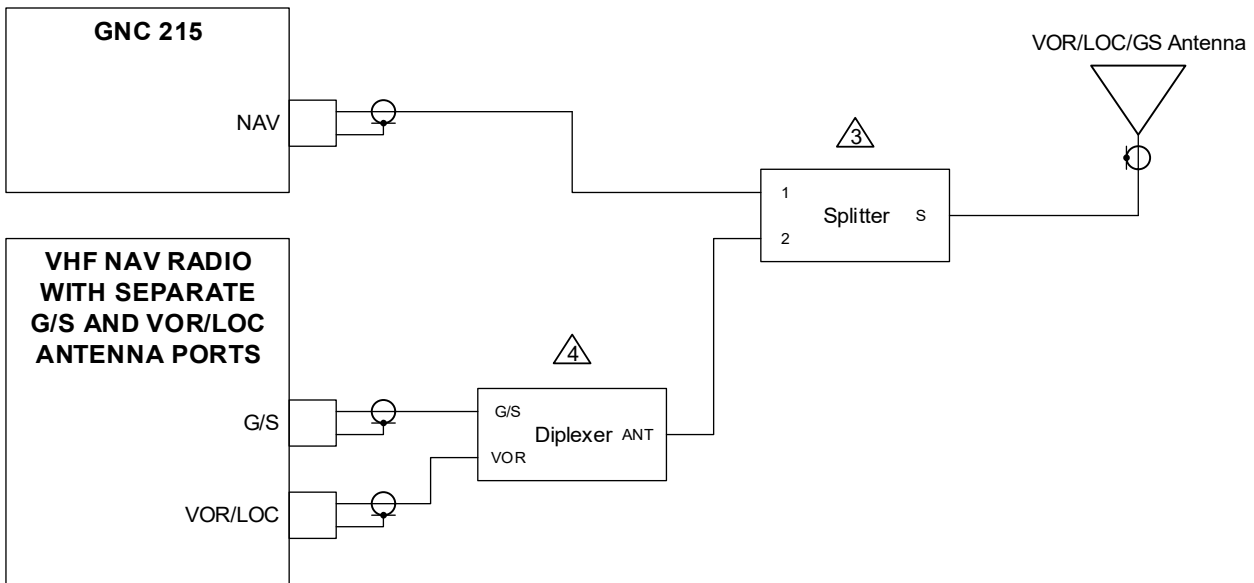 GNC 215
NAV
VOR/LOC/GS Antenna
3
1
Splitter S
2
VHF NAV RADIO
WITH SEPARATE
G/S AND VOR/LOC
ANTENNA PORTS
4
G/S
G/S
Diplexer ANT
VOR
VOR/LOC